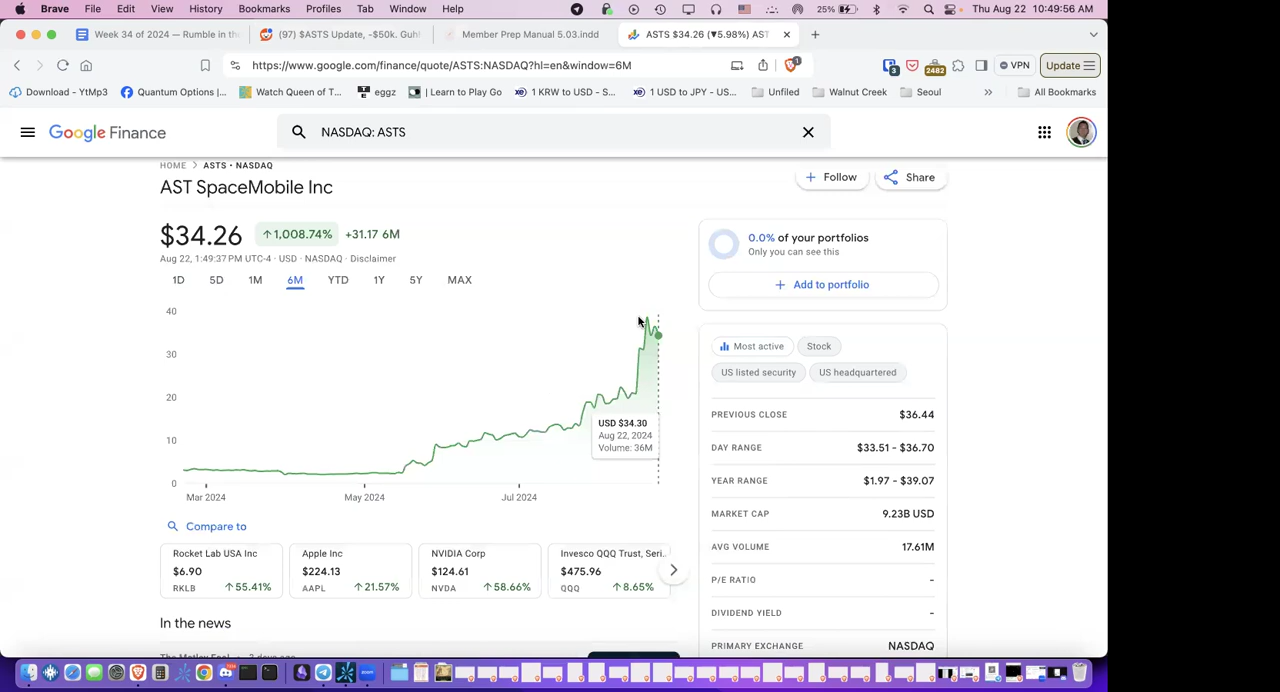 Brave File Edit View History Bookmarks Profiles Tab Window Help 25% Thu Aug 22 10:49:56 AM
Week 34 of 2024 — Rumble in th (97) $ASTS Update, -$50k. Guh! Member Prep Manual 5.03.indd ASTS $34.26 (▼5.98%) AST
https://www.google.com/finance/quote/ASTS:NASDAQ?hl=en&window=6M 1 3 2482 VPN Update
Download - YtMp3 Quantum Options |... Watch Queen of T... eggz | Learn to Play Go 1 KRW to USD - S... 1 USD to JPY - US... Unfiled Walnut Creek Seoul » All Bookmarks
Google Finance NASDAQ: ASTS
HOME > ASTS • NASDAQ
AST SpaceMobile Inc
+ Follow Share
$34.26 ↑1,008.74% +31.17 6M
Aug 22, 1:49:37 PM UTC-4 · USD · NASDAQ · Disclaimer
1D 5D 1M 6M YTD 1Y 5Y MAX
40
30
20
10
0
USD $34.30
Aug 22, 2024
Volume: 36M
Mar 2024 May 2024 Jul 2024
Compare to
Rocket Lab USA Inc
$6.90
RKLB ↑55.41%
Apple Inc
$224.13
AAPL ↑21.57%
NVIDIA Corp
$124.61
NVDA ↑58.66%
Invesco QQQ Trust, Seri...
$475.96
QQQ ↑8.65%
In the news
0.0% of your portfolios
Only you can see this
+ Add to portfolio
Most active Stock
US listed security US headquartered
PREVIOUS CLOSE $36.44
DAY RANGE $33.51 - $36.70
YEAR RANGE $1.97 - $39.07
MARKET CAP 9.23B USD
AVG VOLUME 17.61M
P/E RATIO -
DIVIDEND YIELD -
PRIMARY EXCHANGE NASDAQ